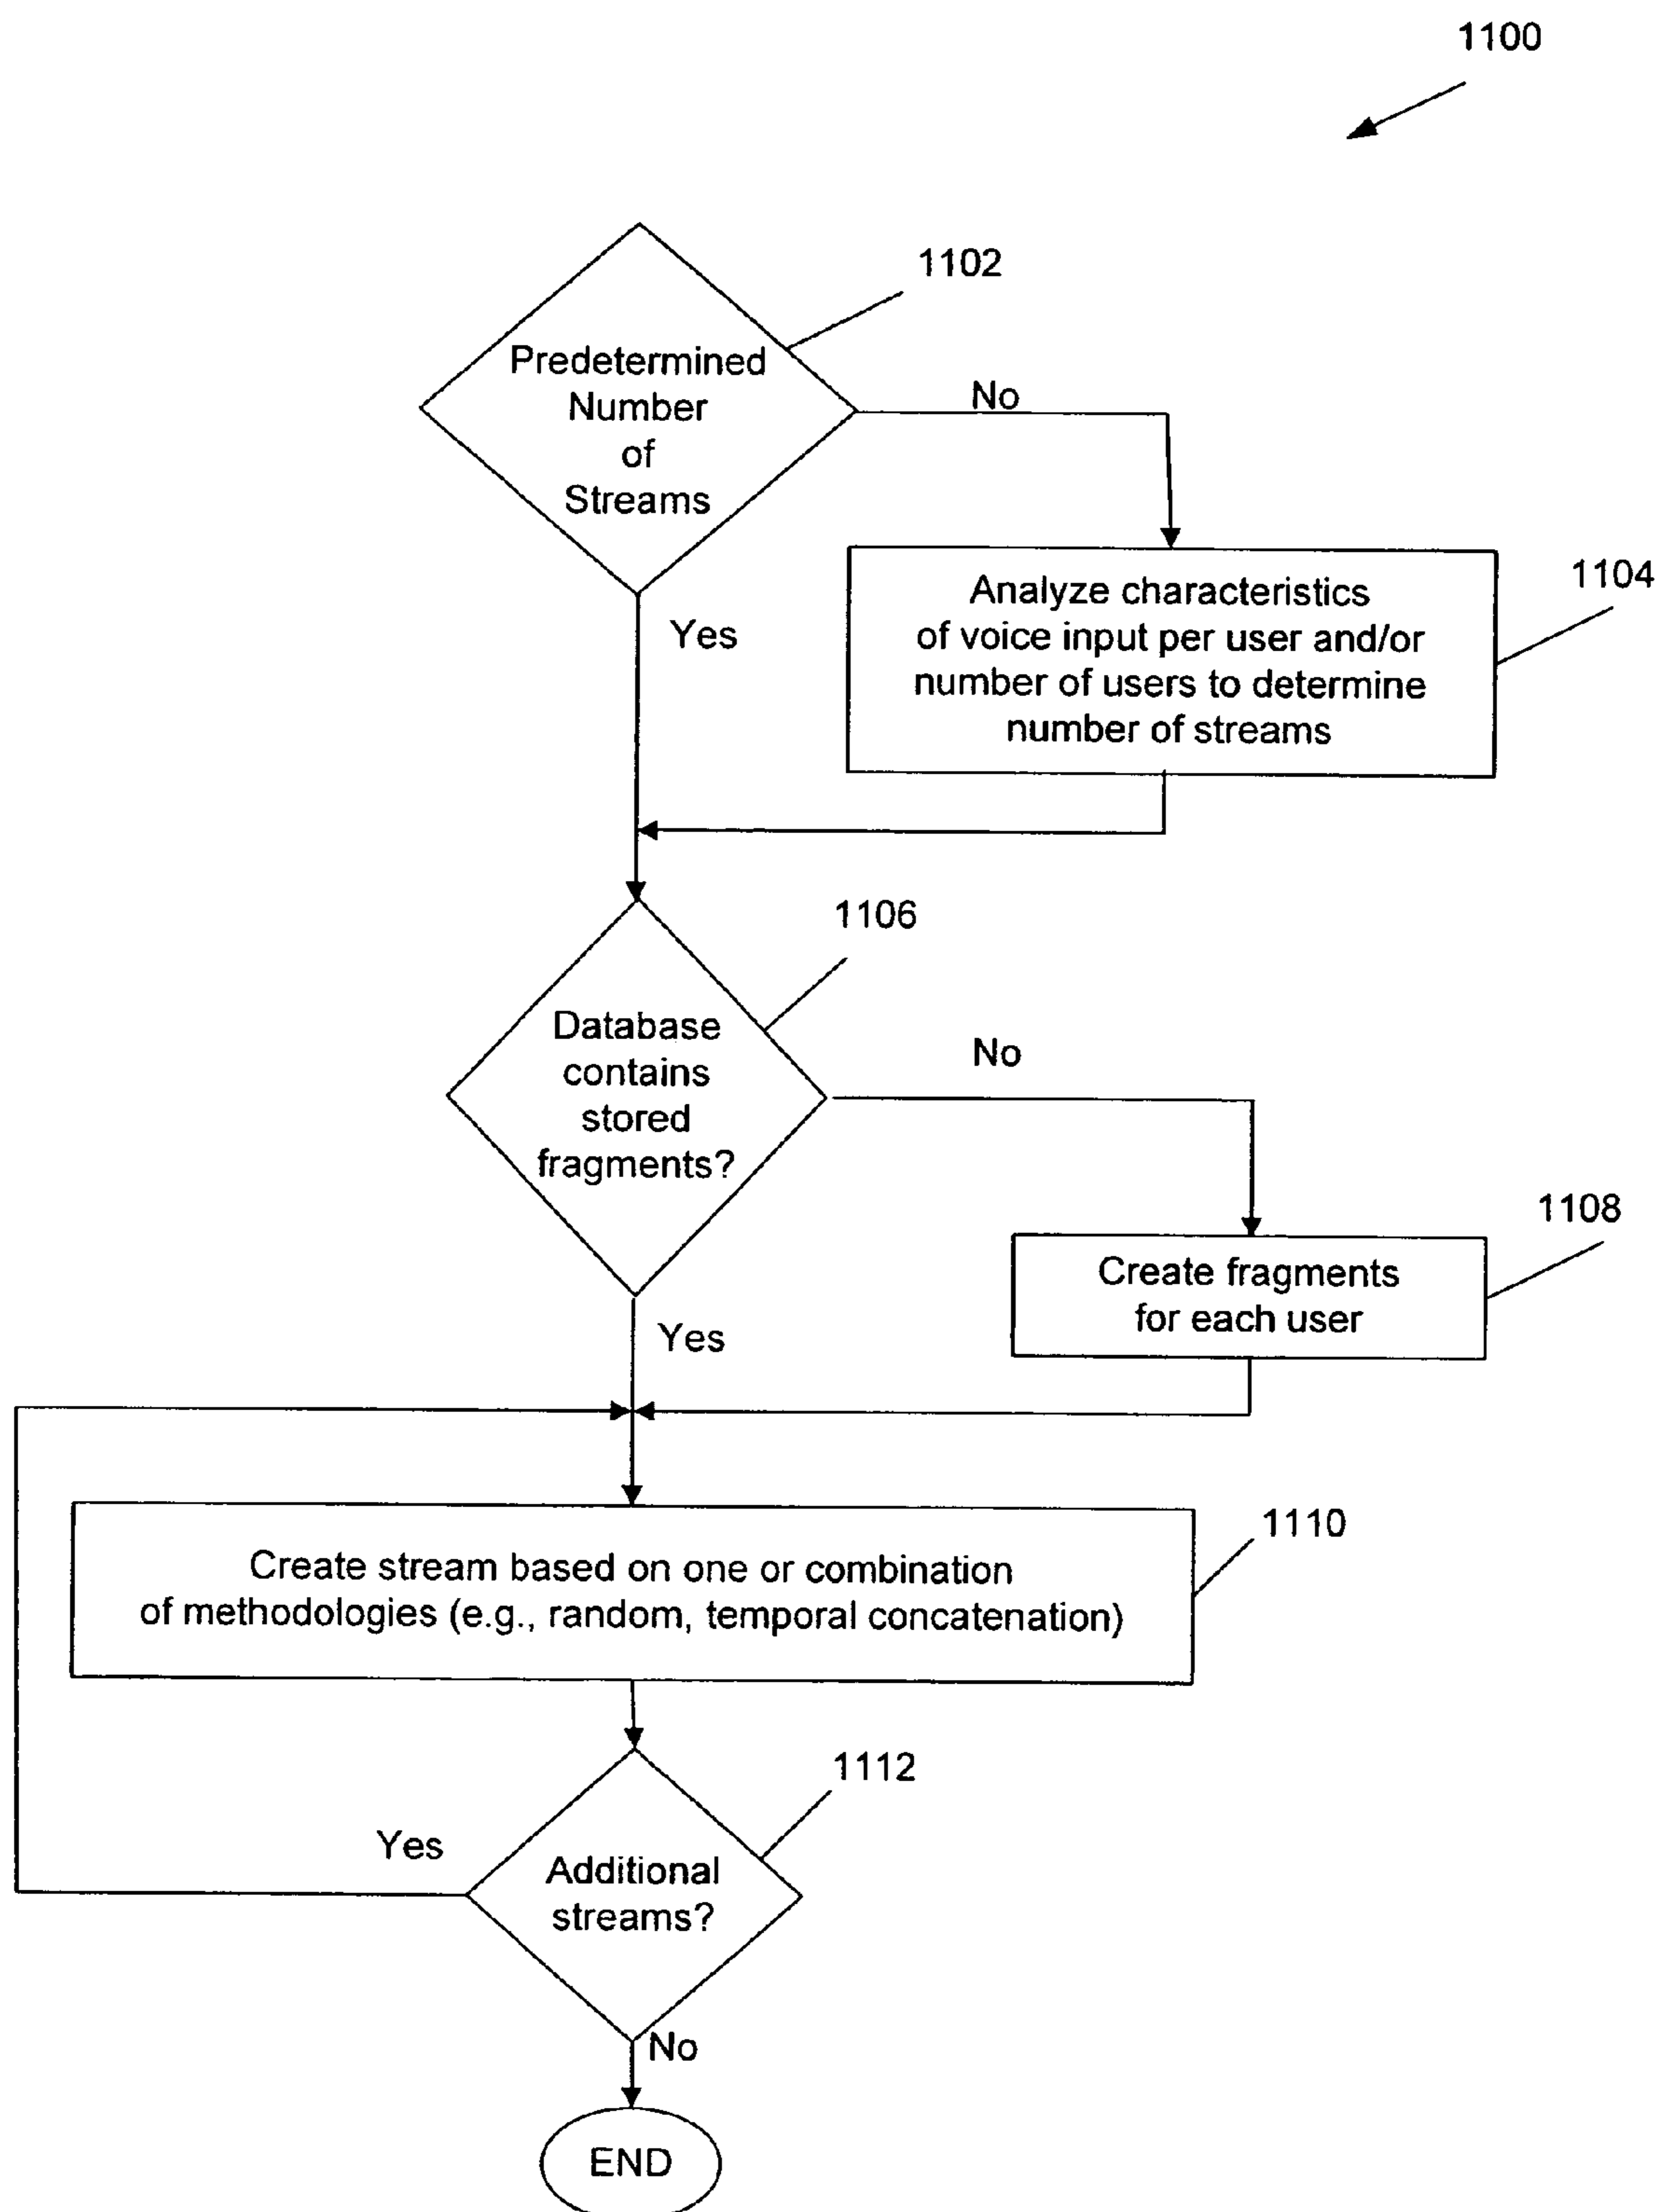 1100
1102
Predetermined
Number
of
Streams
No
Yes
1104
Analyze characteristics
of voice input per user and/or
number of users to determine
number of streams
1106
Database
contains
stored
fragments?
No
Yes
1108
Create fragments
for each user
1110
Create stream based on one or combination
of methodologies (e.g., random, temporal concatenation)
1112
Additional
streams?
Yes
No
END